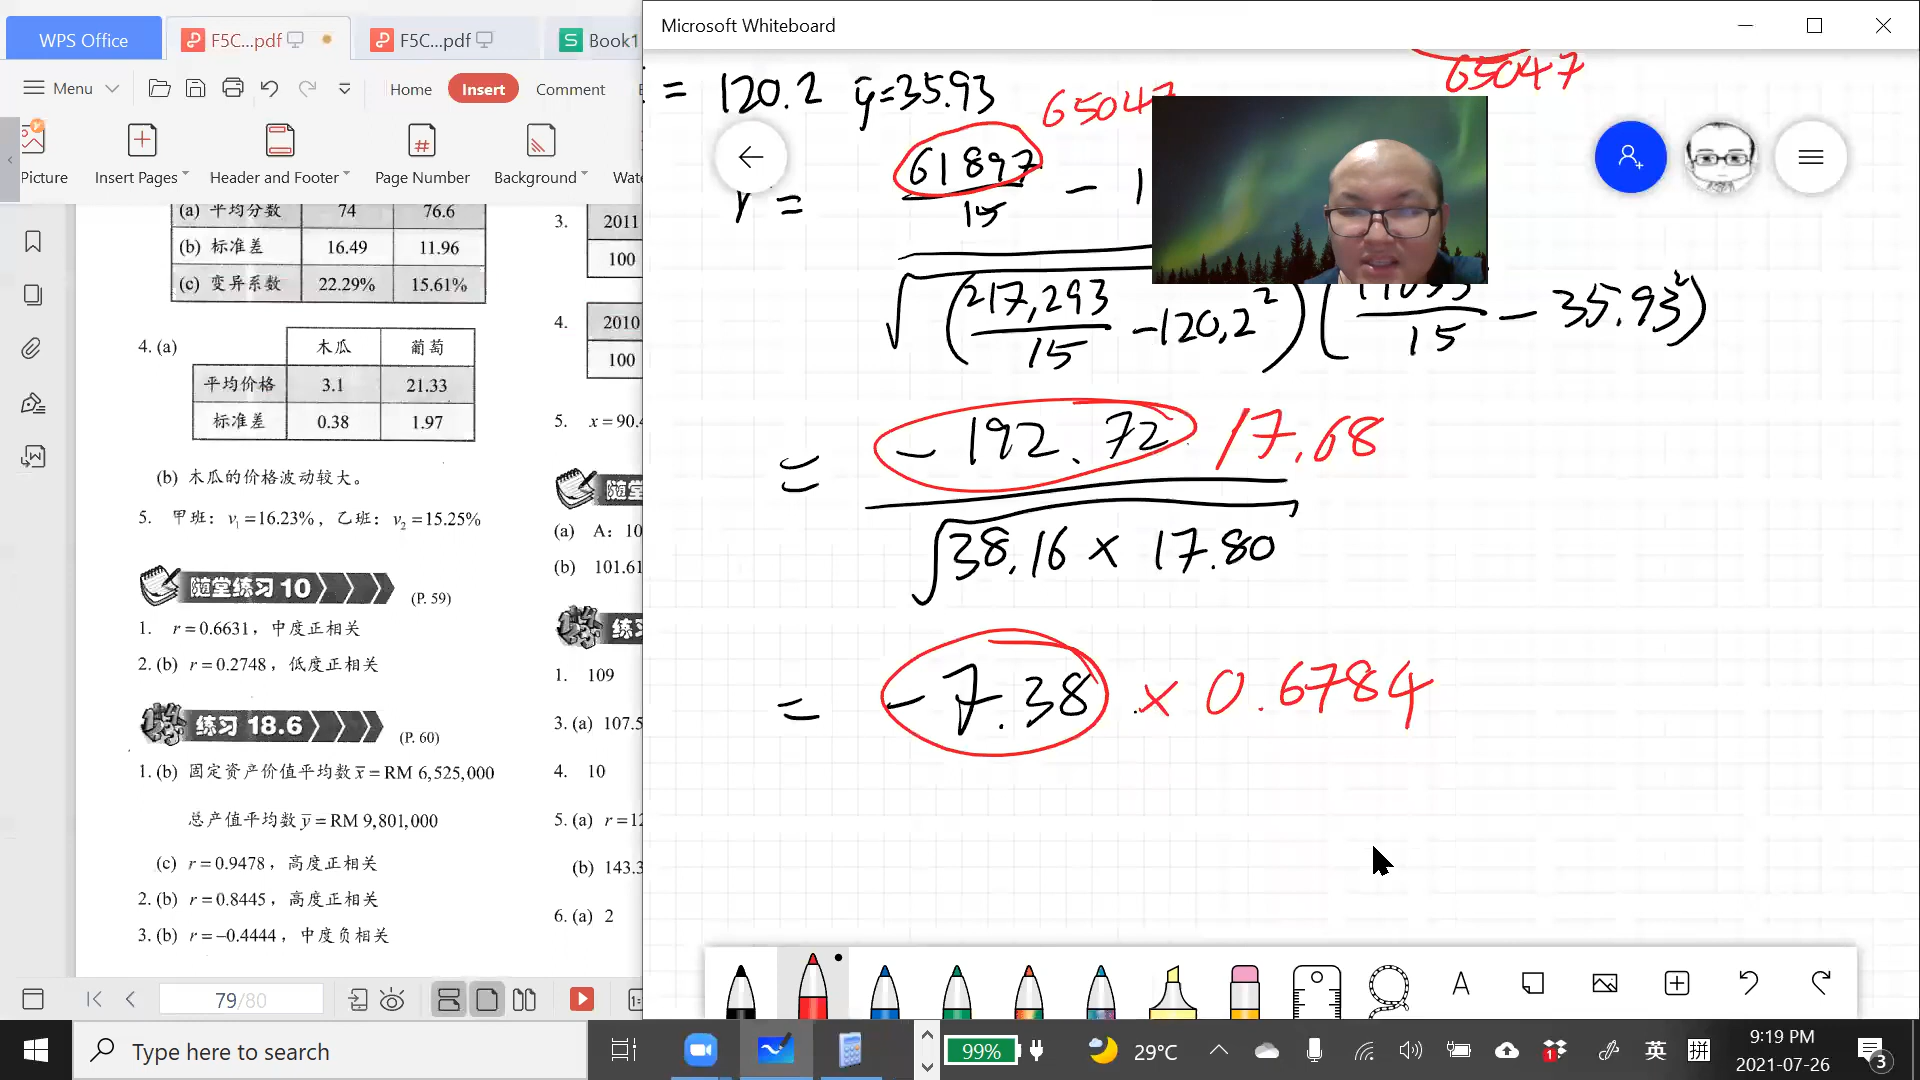 Microsoft Whiteboard
WPS Office
F5C...pdf
F5C...pdf
Book1
Menu
Home
Insert
Comment
Picture
Insert Pages
Header and Footer
Page Number
Background
(a) 平均分数 74 76.6
(b) 标准差 16.49 11.96
(c) 变异系数 22.29% 15.61%
4. (a) 木瓜 葡萄
平均价格 3.1 21.33
标准差 0.38 1.97
(b) 木瓜的价格波动较大。
5. 甲班: v₁=16.23%, 乙班: v₂=15.25%
随堂练习 10 (P. 59)
1. r=0.6631, 中度正相关
2. (b) r=0.2748, 低度正相关
练习 18.6 (P. 60)
1. (b) 固定资产价值平均数 x̄=RM 6,525,000
总产值平均数 ȳ=RM 9,801,000
(c) r=0.9478, 高度正相关
2. (b) r=0.8445, 高度正相关
3. (b) r=−0.4444, 中度负相关
3. 2011
100
4. 2010
100
5. x=90.4
(a) A: 10
(b) 101.61
练
1. 109
3. (a) 107.5
4. 10
5. (a) r=12
(b) 143.3
6. (a) 2
79/80
65047
= 120.2 ȳ=35.93 65047
r = 61897/15 − 1
√(217,293/15 −120.2²)( /15 − 35.93²)
= −192.72 17.68
√38.16 × 17.80
= −7.38 × 0.6784
Type here to search
99%
29°C
1
英
拼
9:19 PM
2021-07-26
3